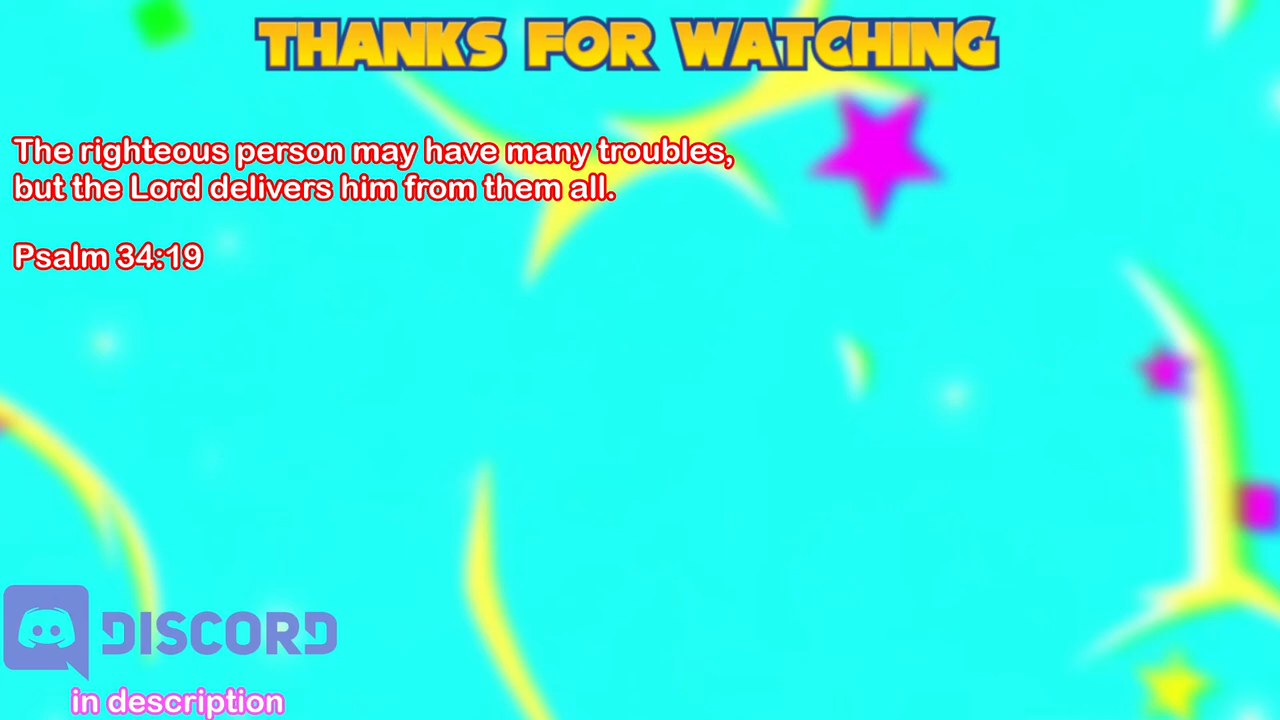 THANKS FOR WATCHING
The righteous person may have many troubles,
but the Lord delivers him from them all.
Psalm 34:19
DISCORD
in description